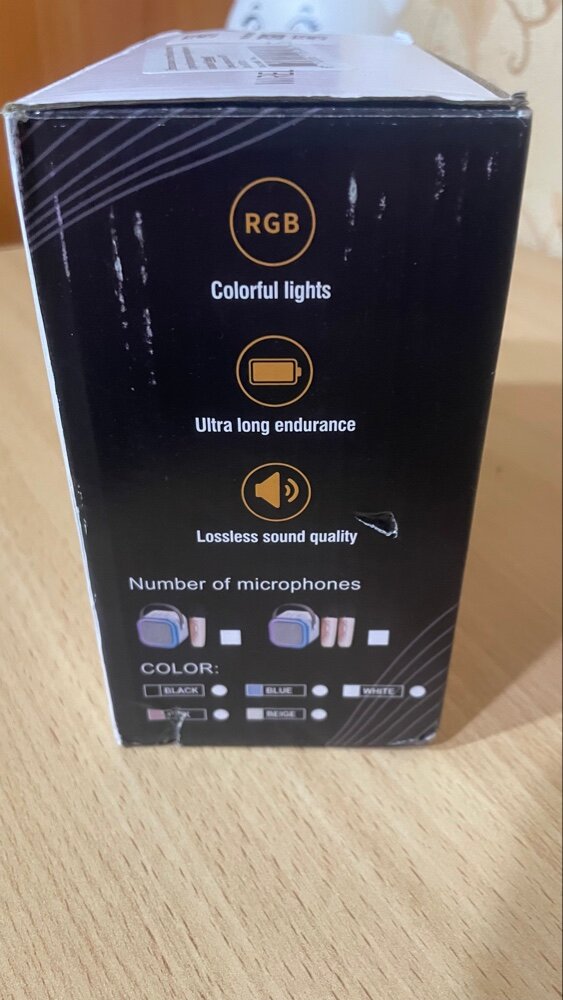 RGB
Colorful lights
Ultra long endurance
Lossless sound quality
Number of microphones
COLOR:
BLACK BLUE WHITE
BEIGE